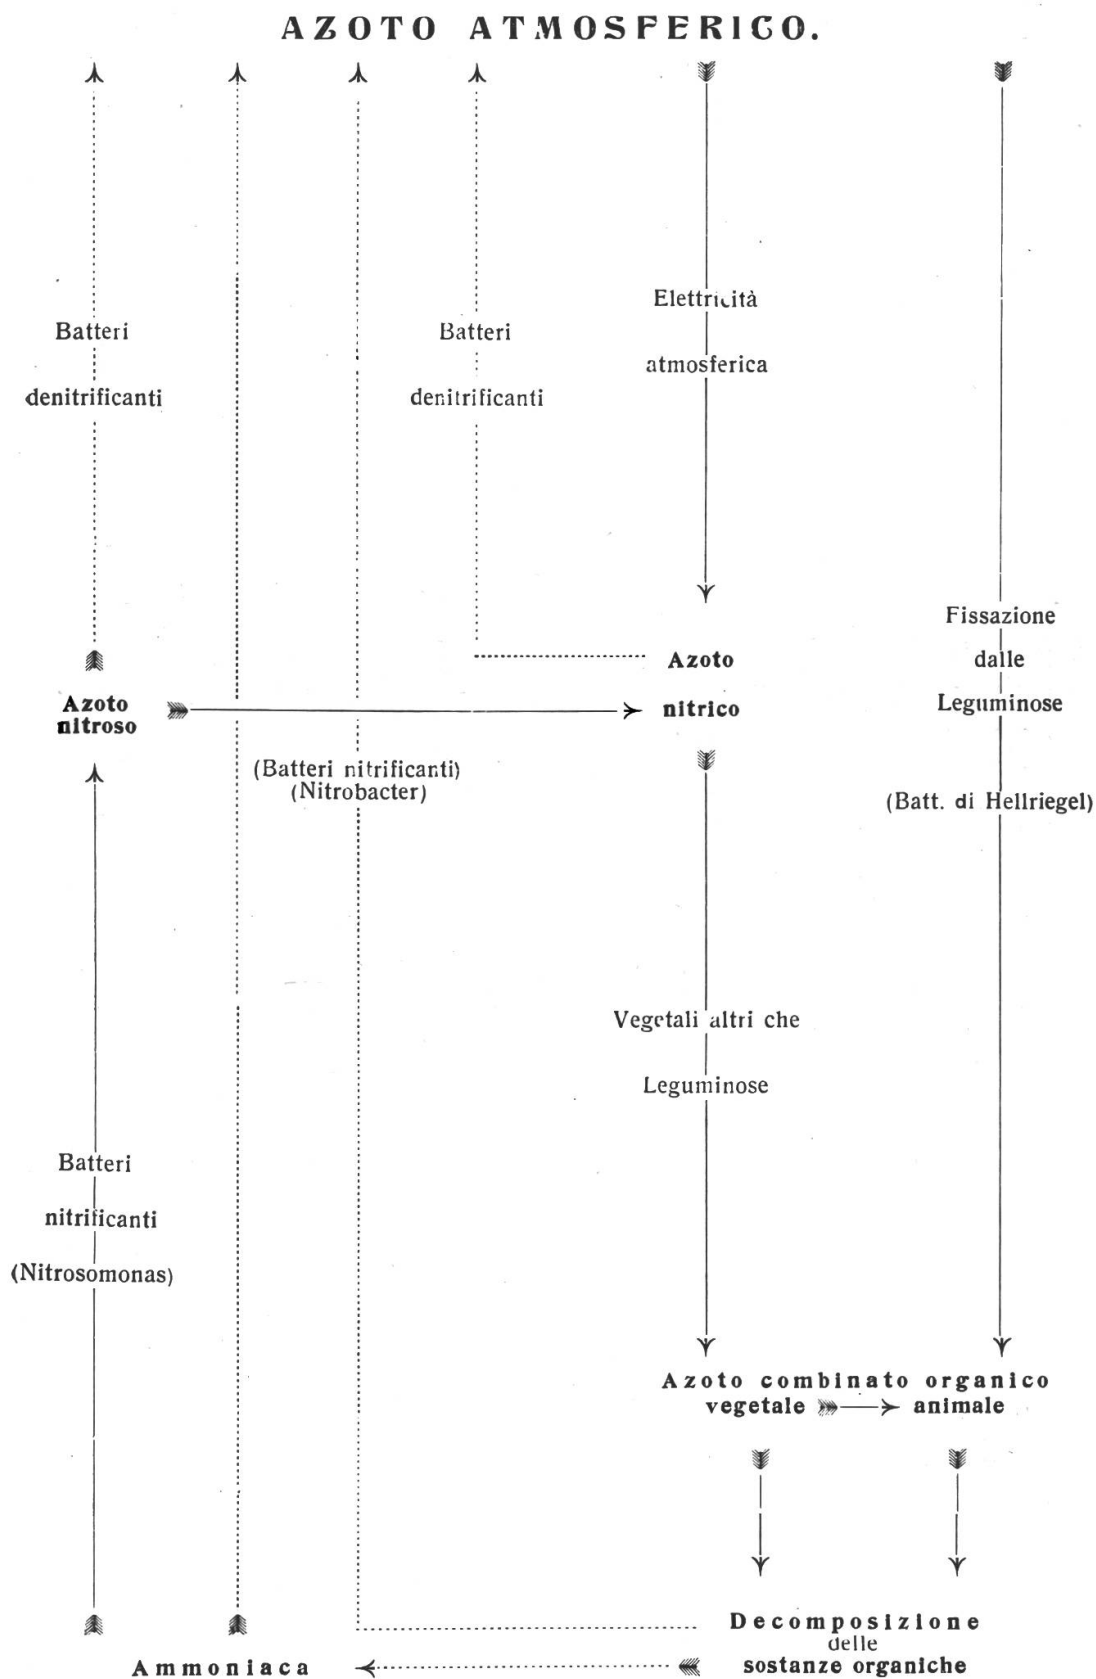 AZOTO ATMOSFERICO.
Elettricità
Batteri
Batteri
atmosferica
denitrificanti
denitrificanti
Fissazione
Azoto
dalle
Azoto
nitroso
nitrico
Leguminose
(Batteri nitrificanti)
(Nitrobacter)
(Batt. di Hellriegel)
Vegetali altri che
Leguminose
Batteri
nitrificanti
(Nitrosomonas)
Azoto combinato organico
vegetale animale
Decomposizione
delle
sostanze organiche
Ammoniaca